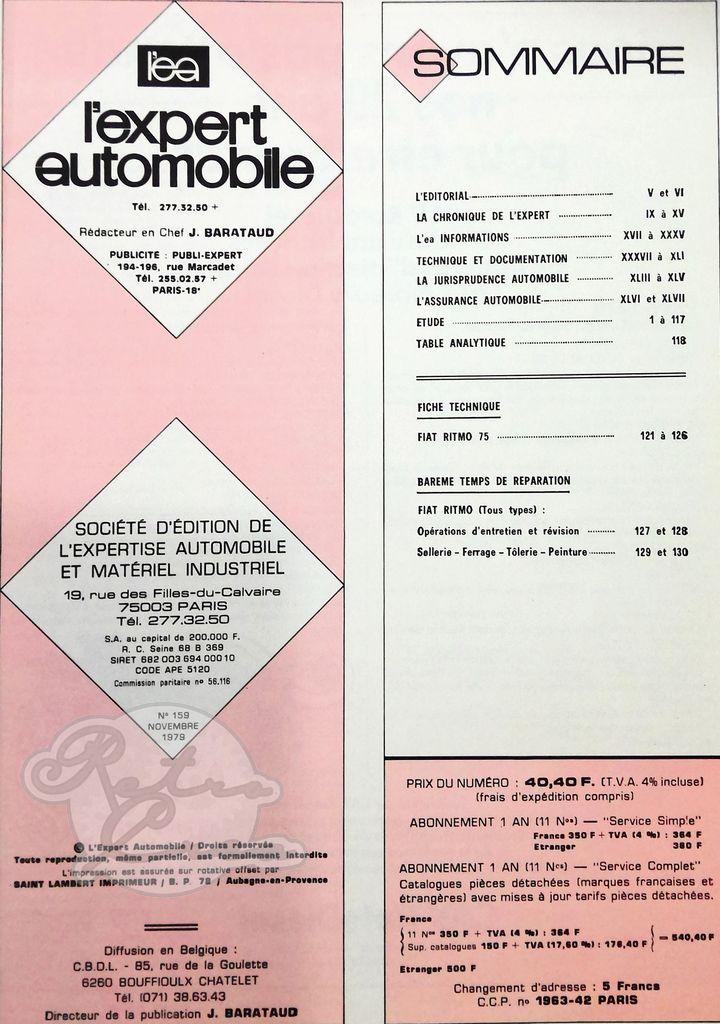 l'ea
l'expert
automobile
Tél. 277.32.50 +
Rédacteur en Chef J. BARATAUD
PUBLICITE : PUBLI-EXPERT
194-196, rue Marcadet
Tél. 255.02.57 +
PARIS-18e
SOCIÉTÉ D'ÉDITION DE
L'EXPERTISE AUTOMOBILE
ET MATÉRIEL INDUSTRIEL
19, rue des Filles-du-Calvaire
75003 PARIS
Tél. 277.32.50
S.A. au capital de 200.000 F.
R. C. Seine 68 B 369
SIRET 682 003 694 000 10
CODE APE 5120
Commission paritaire no 56.116
N° 159
NOVEMBRE
1979
Retro
© L'Expert Automobile / Droits réservés
Toute reproduction, même partielle, est formellement interdite
L'impression est assurée sur rotative offset par
SAINT LAMBERT IMPRIMEUR / B. P. 78 / Aubagne-en-Provence
Diffusion en Belgique :
C.B.D.L. - 85, rue de la Goulette
6260 BOUFFIOULX CHATELET
Tél. (071) 38.63.43
Directeur de la publication J. BARATAUD
SOMMAIRE
L'EDITORIAL V et VI
LA CHRONIQUE DE L'EXPERT IX à XV
L'ea INFORMATIONS XVII à XXXV
TECHNIQUE ET DOCUMENTATION XXXVII à XLI
LA JURISPRUDENCE AUTOMOBILE XLIII à XLV
L'ASSURANCE AUTOMOBILE XLVI et XLVII
ETUDE 1 à 117
TABLE ANALYTIQUE 118
FICHE TECHNIQUE
FIAT RITMO 75 121 à 126
BAREME TEMPS DE REPARATION
FIAT RITMO (Tous types) :
Opérations d'entretien et révision 127 et 128
Sellerie - Ferrage - Tôlerie - Peinture 129 et 130
PRIX DU NUMÉRO : 40,40 F. (T.V.A. 4% incluse)
(frais d'expédition compris)
ABONNEMENT 1 AN (11 Nos) — "Service Simple"
France 350 F + TVA (4 %) : 364 F
Etranger 380 F
ABONNEMENT 1 AN (11 Nos) — "Service Complet"
Catalogues pièces détachées (marques françaises et
étrangères) avec mises à jour tarifs pièces détachées.
France
11 Nos 350 F + TVA (4 %) : 364 F
Sup. catalogues 150 F + TVA (17,60 %) : 176,40 F = 540,40 F
Etranger 500 F
Changement d'adresse : 5 Francs
C.C.P. no 1963-42 PARIS